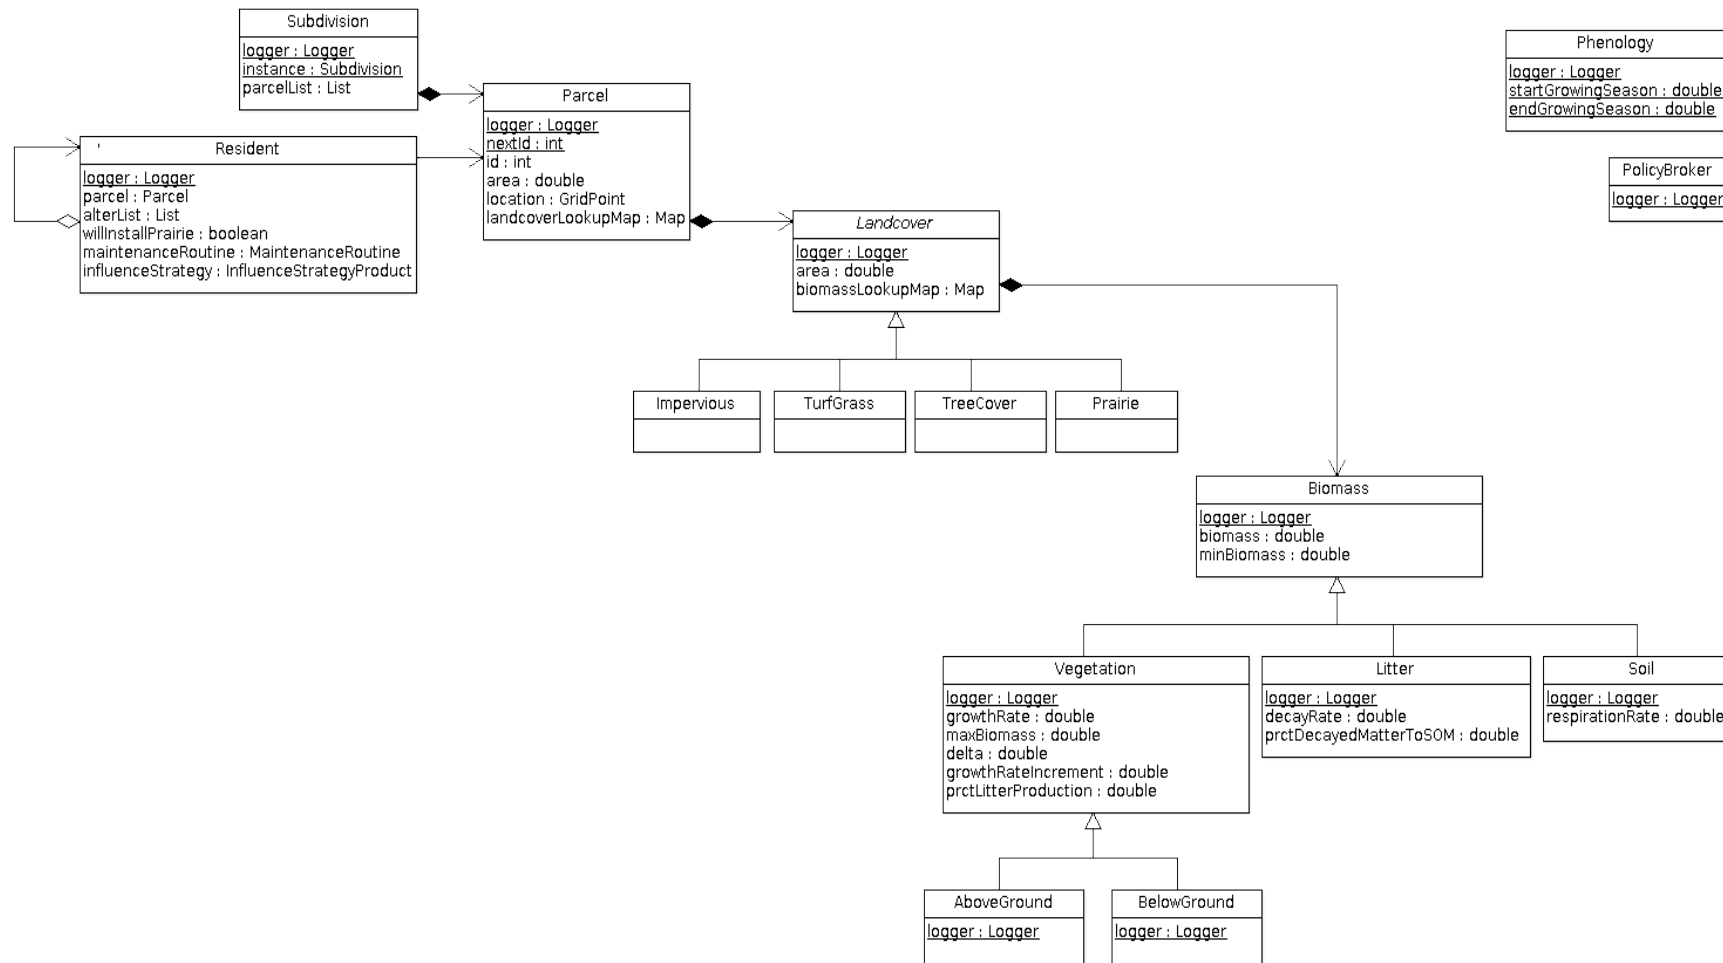 Subdivision
logger : Logger
instance : Subdivision
parcelList : List
Phenology
logger : Logger
startGrowingSeason : double
endGrowingSeason : double
Parcel
logger : Logger
nextId : int
id : int
area : double
location : GridPoint
landcoverLookupMap : Map
Resident
logger : Logger
parcel : Parcel
alterList : List
willInstallPrairie : boolean
maintenanceRoutine : MaintenanceRoutine
influenceStrategy : InfluenceStrategyProduct
PolicyBroker
logger : Logger
Landcover
logger : Logger
area : double
biomassLookupMap : Map
Impervious
TurfGrass
TreeCover
Prairie
Biomass
logger : Logger
biomass : double
minBiomass : double
Vegetation
logger : Logger
growthRate : double
maxBiomass : double
delta : double
growthRateIncrement : double
prctLitterProduction : double
Litter
logger : Logger
decayRate : double
prctDecayedMatterToSOM : double
Soil
logger : Logger
respirationRate : double
AboveGround
logger : Logger
BelowGround
logger : Logger